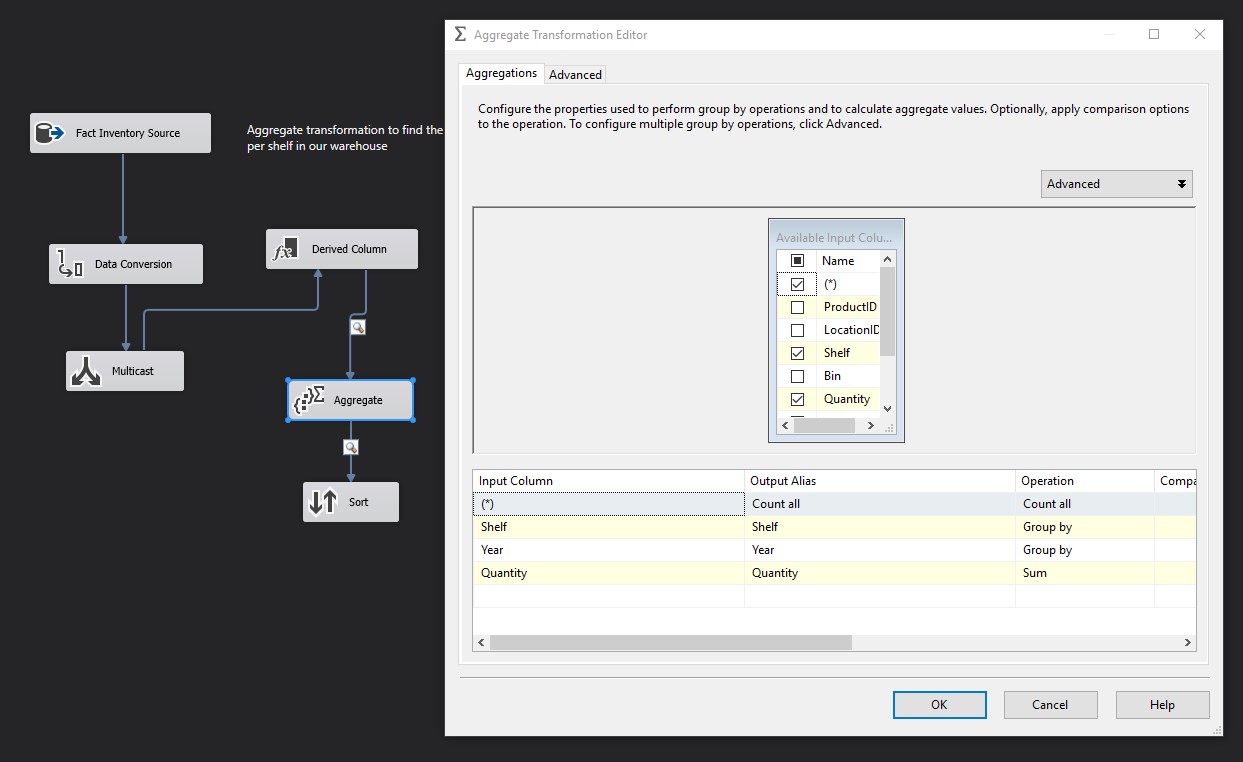 Aggregate Transformation Editor
Aggregations
Advanced
Configure the properties used to perform group by operations and to calculate aggregate values. Optionally, apply comparison options
to the operation. To configure multiple group by operations, click Advanced.
Advanced
Fact Inventory Source
Aggregate transformation to find the
per shelf in our warehouse
Data Conversion
Derived Column
Multicast
Aggregate
Sort
Available Input Colu...
Name
(*)
ProductID
LocationID
Shelf
Bin
Quantity
Input Column Output Alias Operation Compa
(*) Count all Count all
Shelf Shelf Group by
Year Year Group by
Quantity Quantity Sum
OK Cancel Help